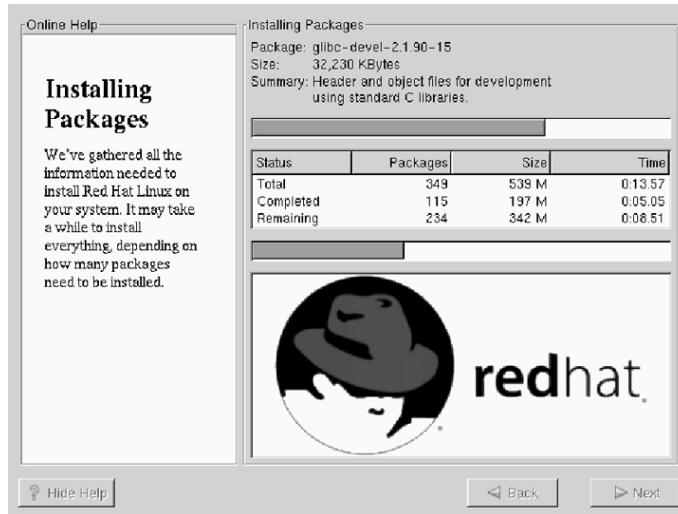 Online Help
Installing
Packages
We've gathered all the
information needed to
install Red Hat Linux on
your system. It may take
a while to install
everything, depending on
how many packages
need to be installed.
Installing Packages
Package: glibc-devel-2.1.90-15
Size: 32,230 KBytes
Summary: Header and object files for development
using standard C libraries.
Status Packages Size Time
Total 349 539 M 0:13.57
Completed 115 197 M 0:05.05
Remaining 234 342 M 0:08.51
redhat.
? Hide Help
Back
Next